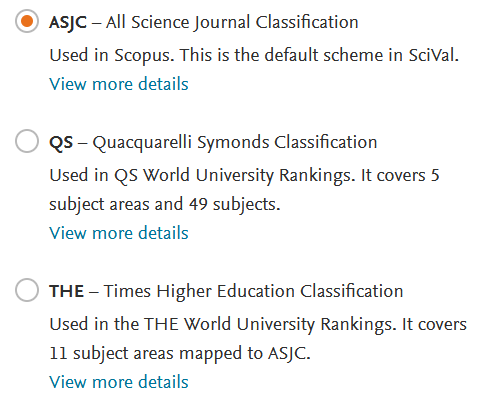 ASJC – All Science Journal Classification
Used in Scopus. This is the default scheme in SciVal.
View more details
QS – Quacquarelli Symonds Classification
Used in QS World University Rankings. It covers 5
subject areas and 49 subjects.
View more details
THE – Times Higher Education Classification
Used in the THE World University Rankings. It covers
11 subject areas mapped to ASJC.
View more details